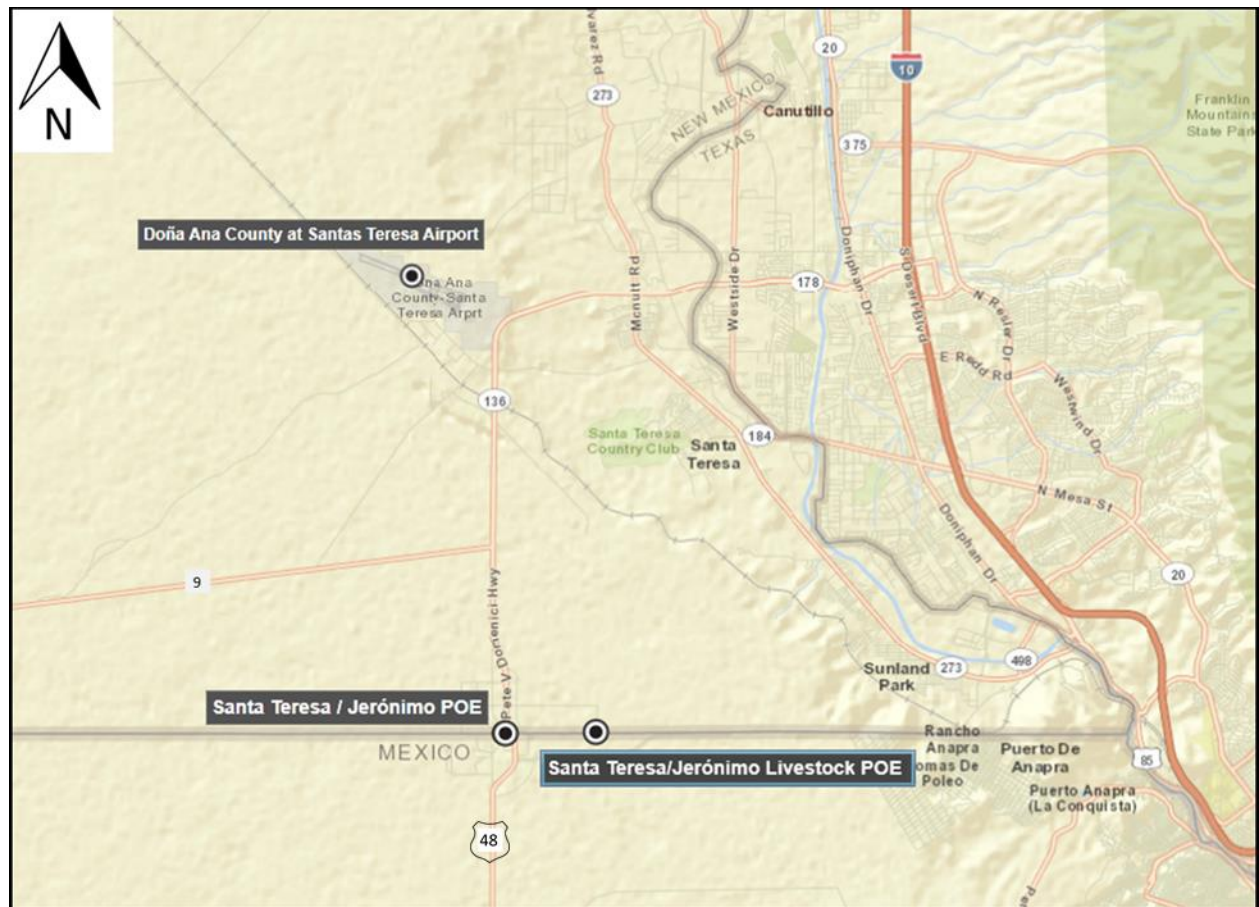 N
20
10
lvarez Rd
273
NEW MEXICO
TEXAS
Canutillo
375
Franklin
Mountains
State Park
Doña Ana County at Santas Teresa Airport
na Ana
County-Santa
Teresa Arprt
Mcnutt Rd
Westside Dr
178
Doniphan Dr
S Desert Blvd
N Resler Dr
E Redd Rd
Westwind Dr
136
Santa Teresa
Country Club
Santa
Teresa
184
N Mesa St
Doniphan Dr
9
20
Pete V Domenici Hwy
Sunland
Park
273
498
Santa Teresa / Jerónimo POE
MEXICO
Santa Teresa/Jerónimo Livestock POE
Rancho
Anapra
omas De
Poleo
Puerto De
Anapra
85
Puerto Anapra
(La Conquista)
48